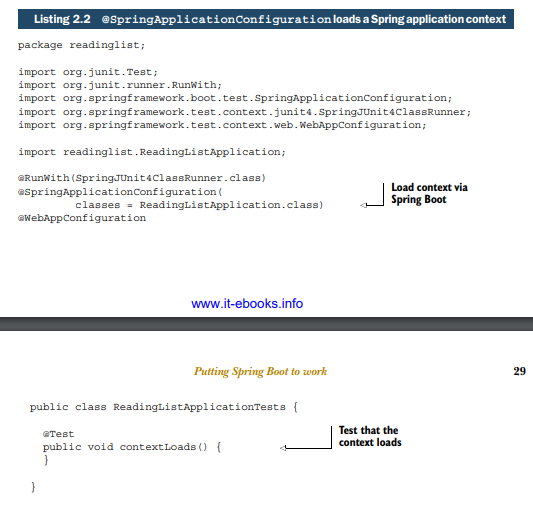 Listing 2.2 @SpringApplicationConfiguration loads a Spring application context
package readinglist;
import org.junit.Test;
import org.junit.runner.RunWith;
import org.springframework.boot.test.SpringApplicationConfiguration;
import org.springframework.test.context.junit4.SpringJUnit4ClassRunner;
import org.springframework.test.context.web.WebAppConfiguration;
import readinglist.ReadingListApplication;
@RunWith(SpringJUnit4ClassRunner.class)
@SpringApplicationConfiguration(
classes = ReadingListApplication.class)
@WebAppConfiguration
Load context via
Spring Boot
www.it-ebooks.info
Putting Spring Boot to work 29
public class ReadingListApplicationTests {
@Test
public void contextLoads() {
}
Test that the
context loads
}